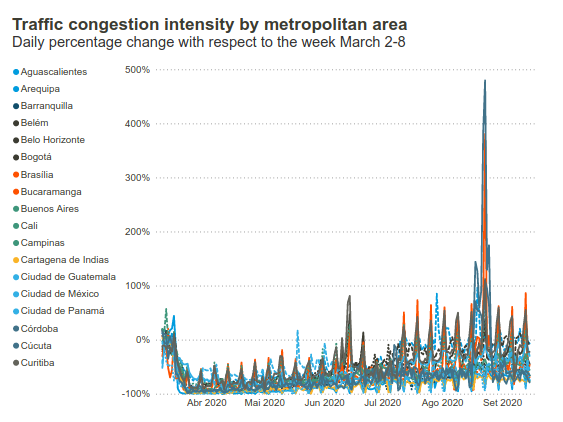 Traffic congestion intensity by metropolitan area
Daily percentage change with respect to the week March 2-8
Aguascalientes
Arequipa
Barranquilla
Belém
Belo Horizonte
Bogotá
Brasília
Bucaramanga
Buenos Aires
Cali
Campinas
Cartagena de Indias
Ciudad de Guatemala
Ciudad de México
Ciudad de Panamá
Córdoba
Cúcuta
Curitiba
500%
400%
300%
200%
100%
0%
-100%
Abr 2020 Mai 2020 Jun 2020 Jul 2020 Ago 2020 Set 2020